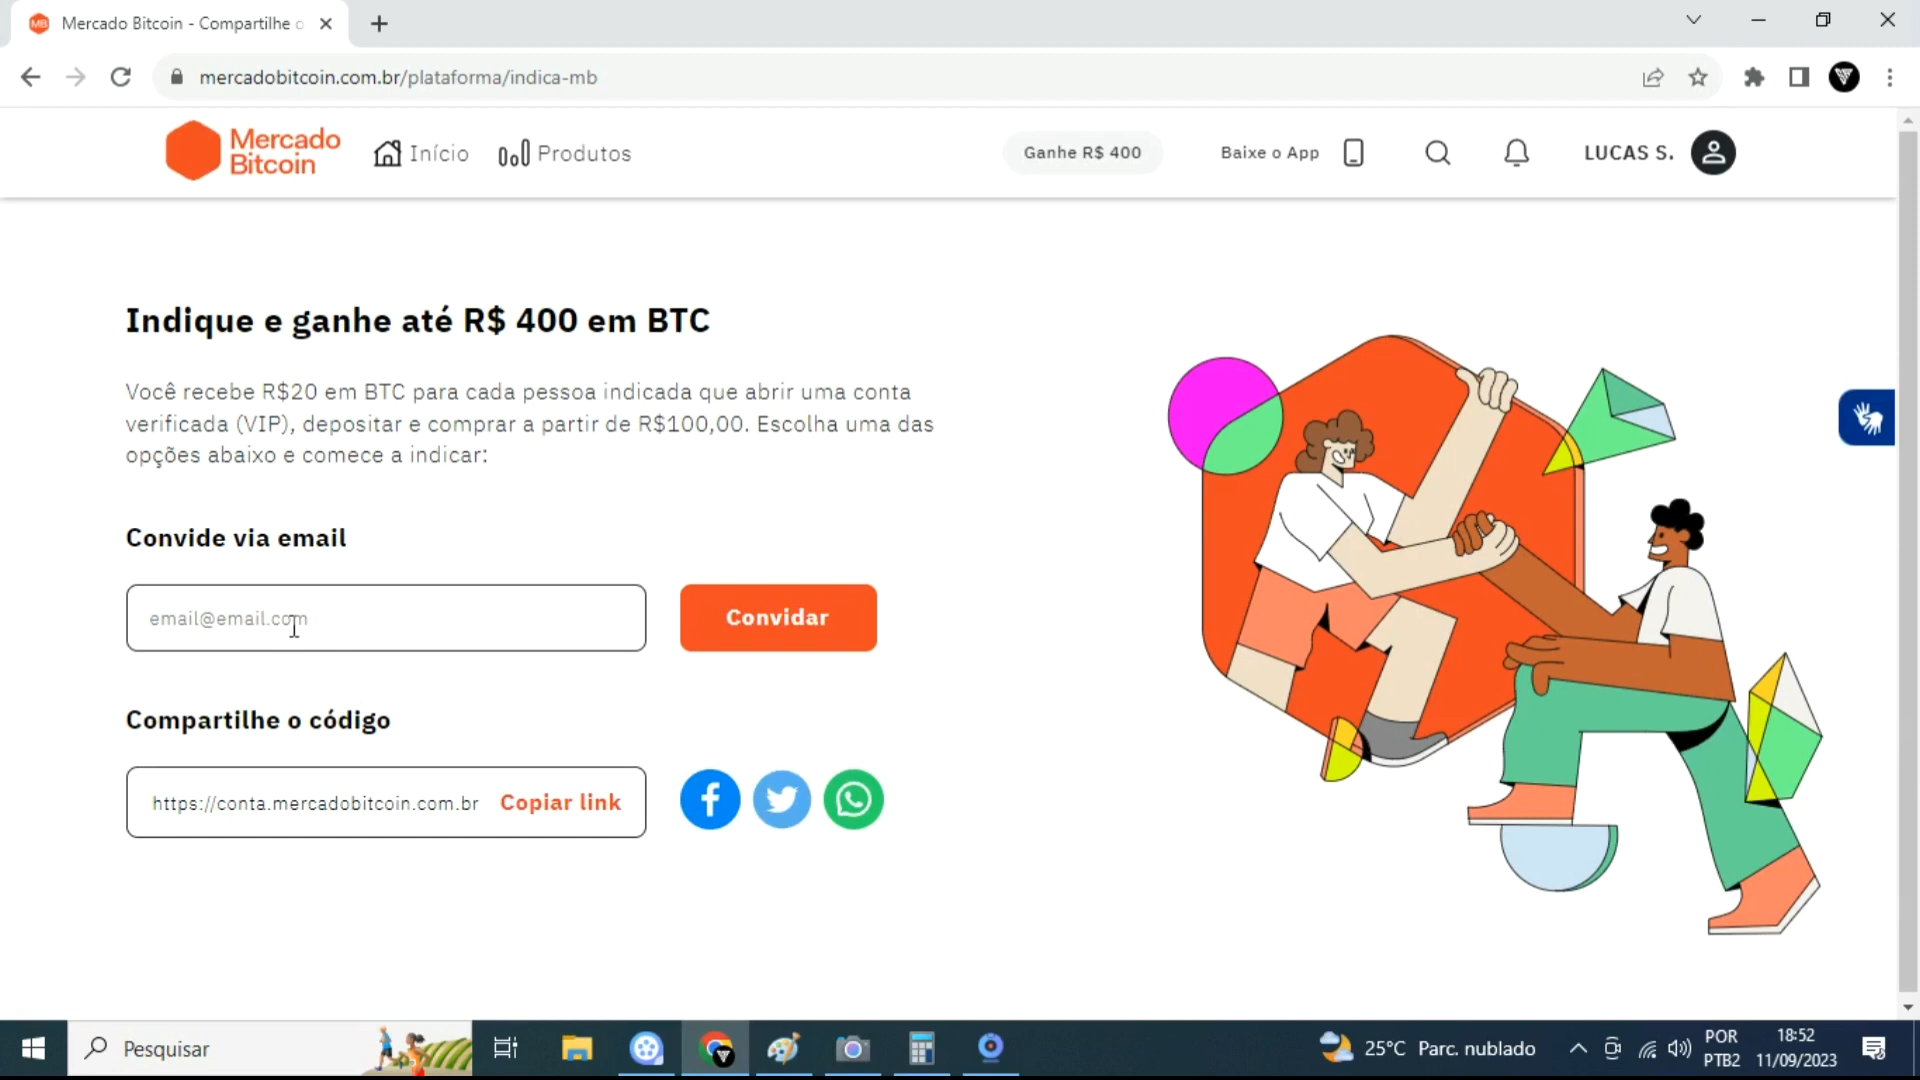 Mercado Bitcoin - Compartilhe o
mercadobitcoin.com.br/plataforma/indica-mb
Mercado
Bitcoin
Início
Produtos
Ganhe R$ 400
Baixe o App
LUCAS S.
Indique e ganhe até R$ 400 em BTC
Você recebe R$20 em BTC para cada pessoa indicada que abrir uma conta
verificada (VIP), depositar e comprar a partir de R$100,00. Escolha uma das
opções abaixo e comece a indicar:
Convide via email
email@email.com
Convidar
Compartilhe o código
https://conta.mercadobitcoin.com.br
Copiar link
Pesquisar
25°C Parc. nublado
POR
PTB2
18:52
11/09/2023